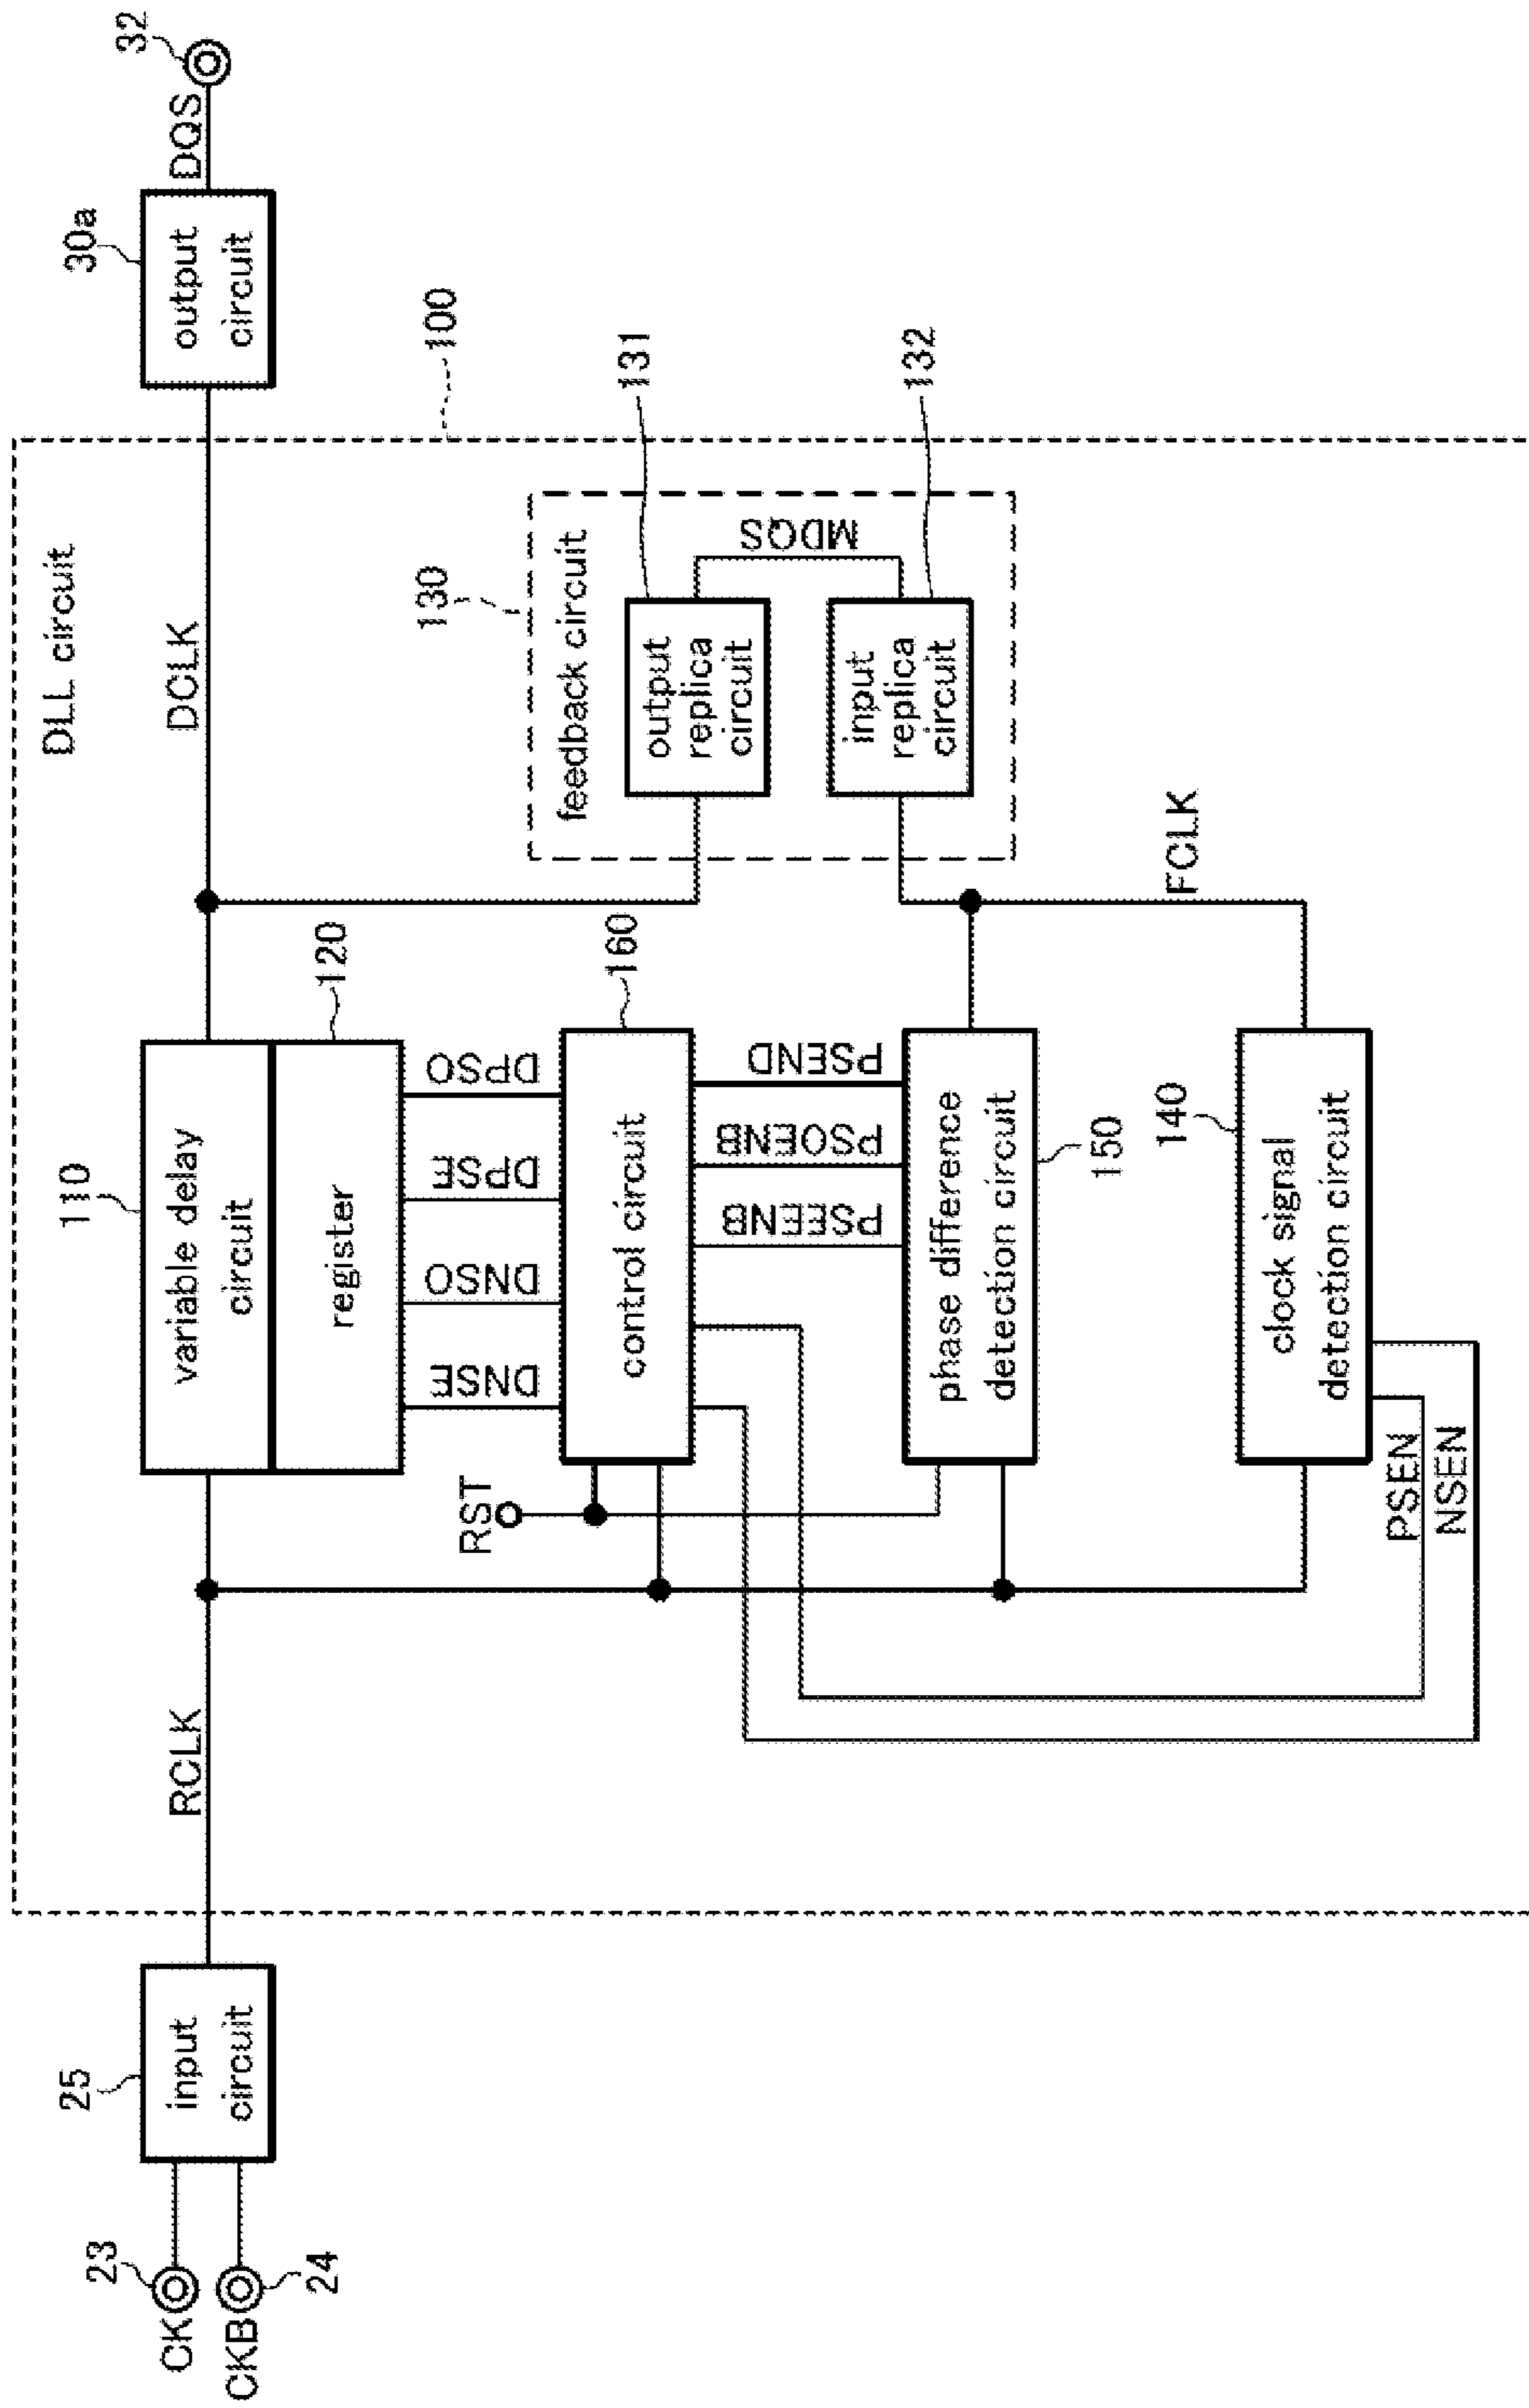 DLL circuit
100
23
CK
CKB
24
25
input
circuit
RCLK
110
variable delay
circuit
register
120
DCLK
30a
output
circuit
DQS
32
RST
DNSE
DNSO
DPSE
DPSO
control circuit
160
PSEENB
PSOENB
PSEND
phase difference
detection circuit
150
140
clock signal
detection circuit
PSEN
NSEN
FCLK
130
feedback circuit
output
replica
circuit
131
MDQS
input
replica
circuit
132